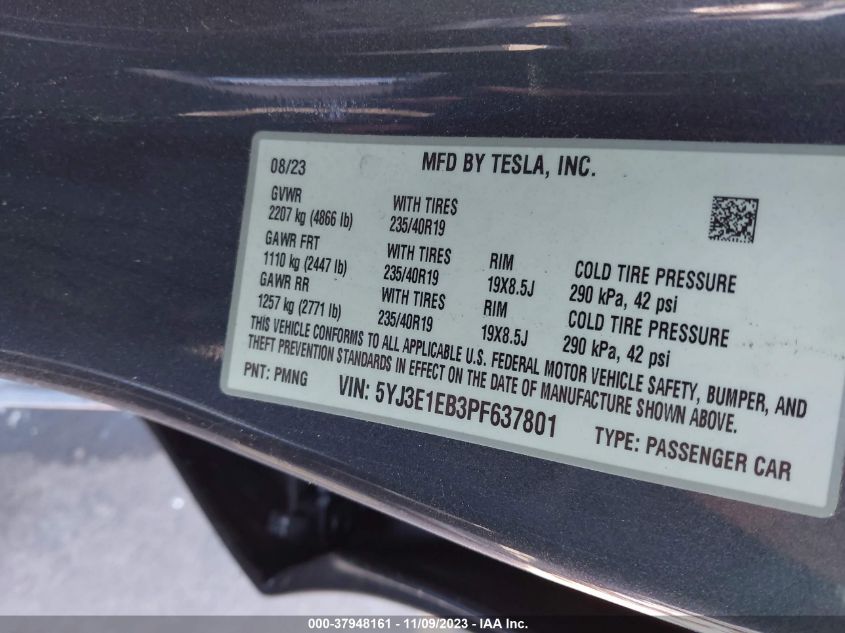 08/23
MFD BY TESLA, INC.
GVWR
2207 kg (4866 lb)
WITH TIRES
235/40R19
GAWR FRT
1110 kg (2447 lb)
WITH TIRES
235/40R19
RIM
19X8.5J
COLD TIRE PRESSURE
290 kPa, 42 psi
GAWR RR
1257 kg (2771 lb)
WITH TIRES
235/40R19
RIM
19X8.5J
COLD TIRE PRESSURE
290 kPa, 42 psi
THIS VEHICLE CONFORMS TO ALL APPLICABLE U.S. FEDERAL MOTOR VEHICLE SAFETY, BUMPER, AND
THEFT PREVENTION STANDARDS IN EFFECT ON THE DATE OF MANUFACTURE SHOWN ABOVE.
PNT: PMNG
VIN: 5YJ3E1EB3PF637801
TYPE: PASSENGER CAR
000-37948161 - 11/09/2023 - IAA Inc.